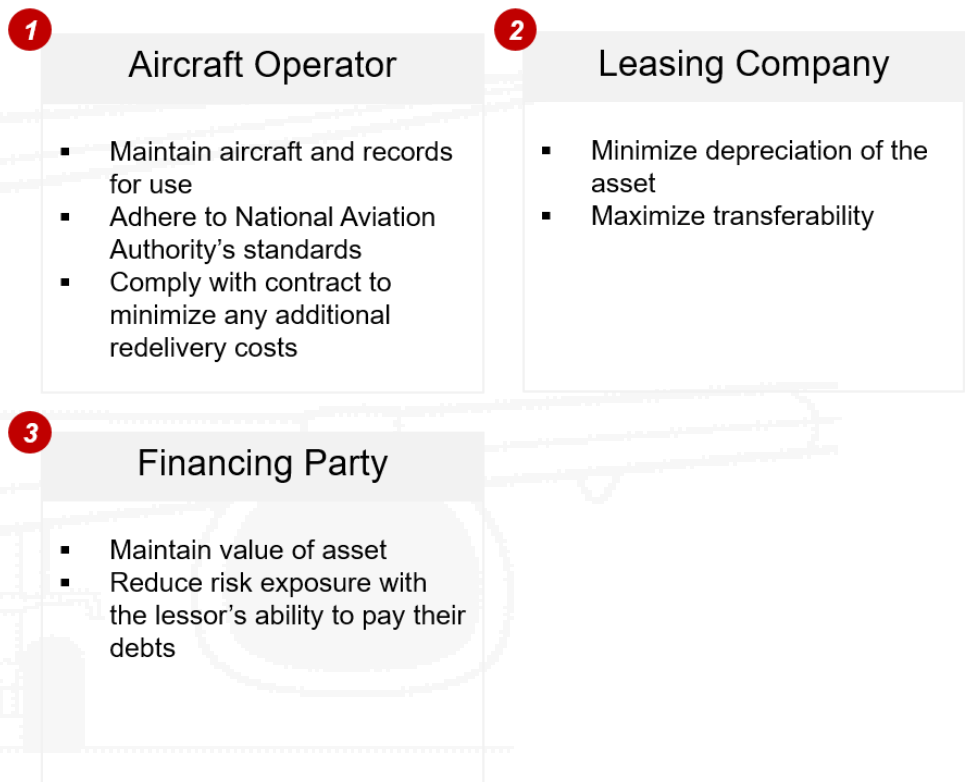 1
Aircraft Operator
▪ Maintain aircraft and records
for use
▪ Adhere to National Aviation
Authority’s standards
▪ Comply with contract to
minimize any additional
redelivery costs
2
Leasing Company
▪ Minimize depreciation of the
asset
▪ Maximize transferability
3
Financing Party
▪ Maintain value of asset
▪ Reduce risk exposure with
the lessor’s ability to pay their
debts